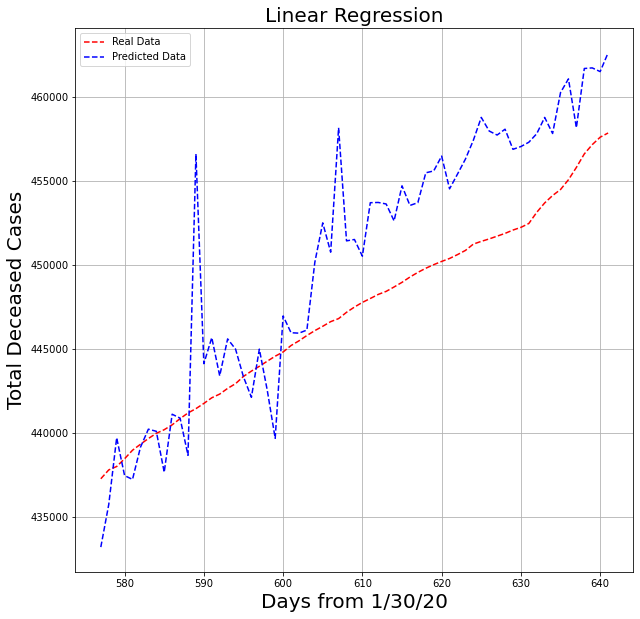 Linear Regression
Real Data
Predicted Data
Total Deceased Cases
460000
455000
450000
445000
440000
435000
580 590 600 610 620 630 640
Days from 1/30/20